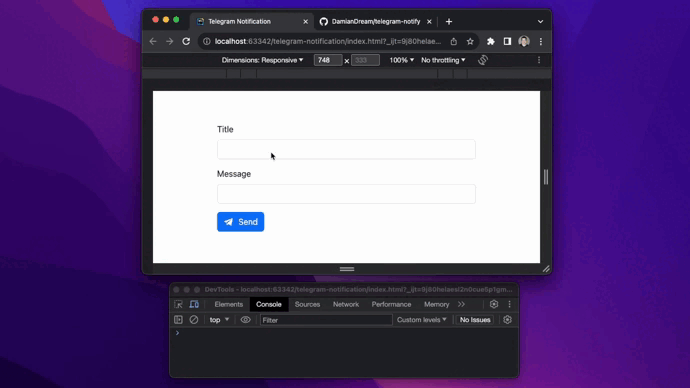 Telegram Notification
DamianDream/telegram-notify
localhost:63342/telegram-notification/index.html?_ijt=9j80helae...
Dimensions: Responsive 748 × 333 100% No throttling
Title
Message
Send
DevTools - localhost:63342/telegram-notification/index.html?_ijt=9j80helaesl2n0cue5p1gm...
Elements Console Sources Network Performance Memory
top Filter Custom levels No Issues